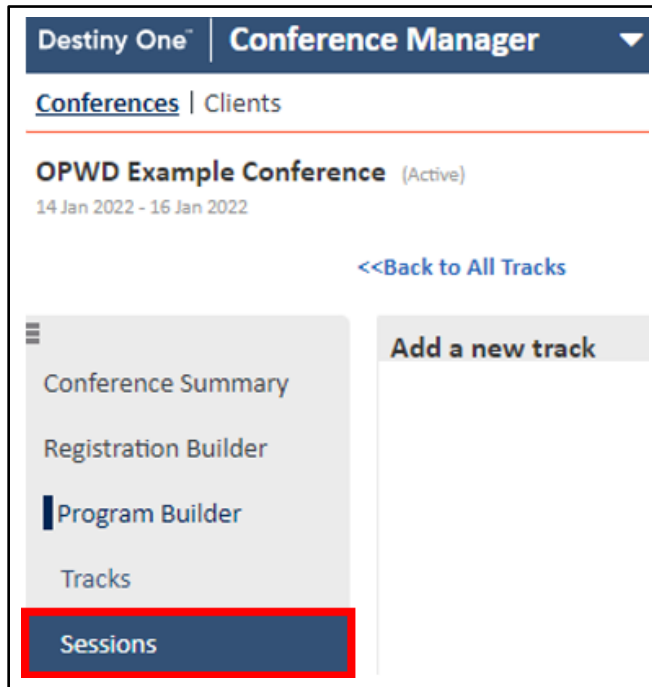 Destiny One™ | Conference Manager
Conferences | Clients
OPWD Example Conference (Active)
14 Jan 2022 - 16 Jan 2022
<<Back to All Tracks
Add a new track
Conference Summary
Registration Builder
Program Builder
Tracks
Sessions